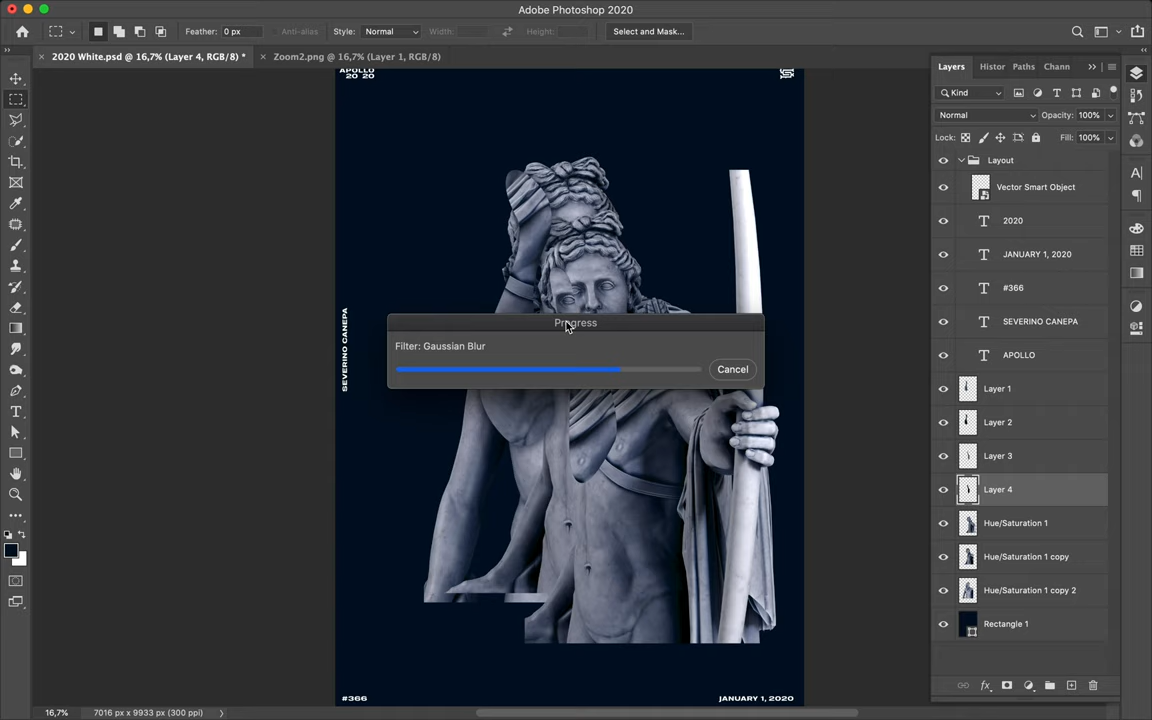 Adobe Photoshop 2020
Feather: 0 px
Anti-alias
Style: Normal
Width:
Height:
Select and Mask...
2020 White.psd @ 16,7% (Layer 4, RGB/8) *
Zoom2.png @ 16,7% (Layer 1, RGB/8)
APOLLO
20 20
SEVERINO CANEPA
#366
JANUARY 1, 2020
Progress
Filter: Gaussian Blur
Cancel
Layers
Histor
Paths
Chann
Kind
Normal
Opacity: 100%
Lock:
Fill: 100%
Layout
Vector Smart Object
2020
JANUARY 1, 2020
#366
SEVERINO CANEPA
APOLLO
Layer 1
Layer 2
Layer 3
Layer 4
Hue/Saturation 1
Hue/Saturation 1 copy
Hue/Saturation 1 copy 2
Rectangle 1
16,7%
7016 px x 9933 px (300 ppi)